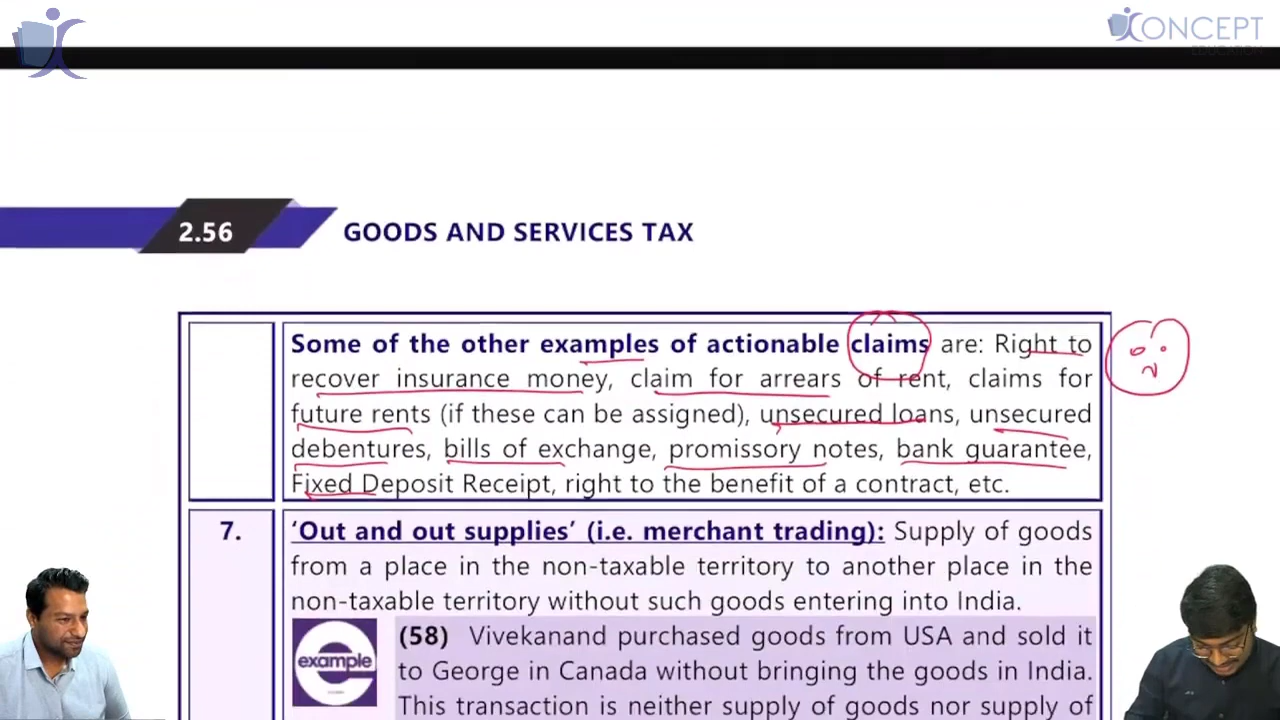 CONCEPT
EDUCATION
2.56
GOODS AND SERVICES TAX
Some of the other examples of actionable claims are: Right to
recover insurance money, claim for arrears of rent, claims for
future rents (if these can be assigned), unsecured loans, unsecured
debentures, bills of exchange, promissory notes, bank guarantee,
Fixed Deposit Receipt, right to the benefit of a contract, etc.
7.
‘Out and out supplies’ (i.e. merchant trading): Supply of goods
from a place in the non-taxable territory to another place in the
non-taxable territory without such goods entering into India.
example
(58) Vivekanand purchased goods from USA and sold it
to George in Canada without bringing the goods in India.
This transaction is neither supply of goods nor supply of